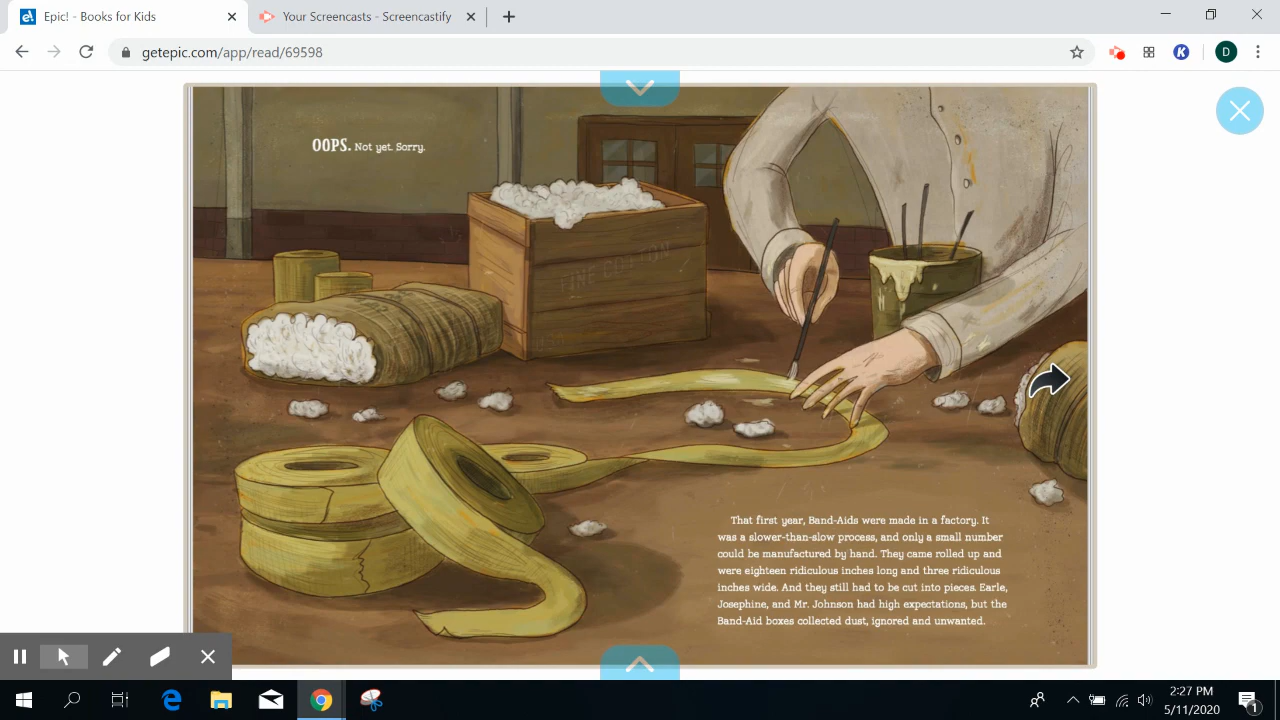 Epic! - Books for Kids
Your Screencasts - Screencastify
getepic.com/app/read/69598
D
OOPS. Not yet. Sorry.
FINE COTTON
That first year, Band-Aids were made in a factory. It
was a slower-than-slow process, and only a small number
could be manufactured by hand. They came rolled up and
were eighteen ridiculous inches long and three ridiculous
inches wide. And they still had to be cut into pieces. Earle,
Josephine, and Mr. Johnson had high expectations, but the
Band-Aid boxes collected dust, ignored and unwanted.
2:27 PM
5/11/2020
1